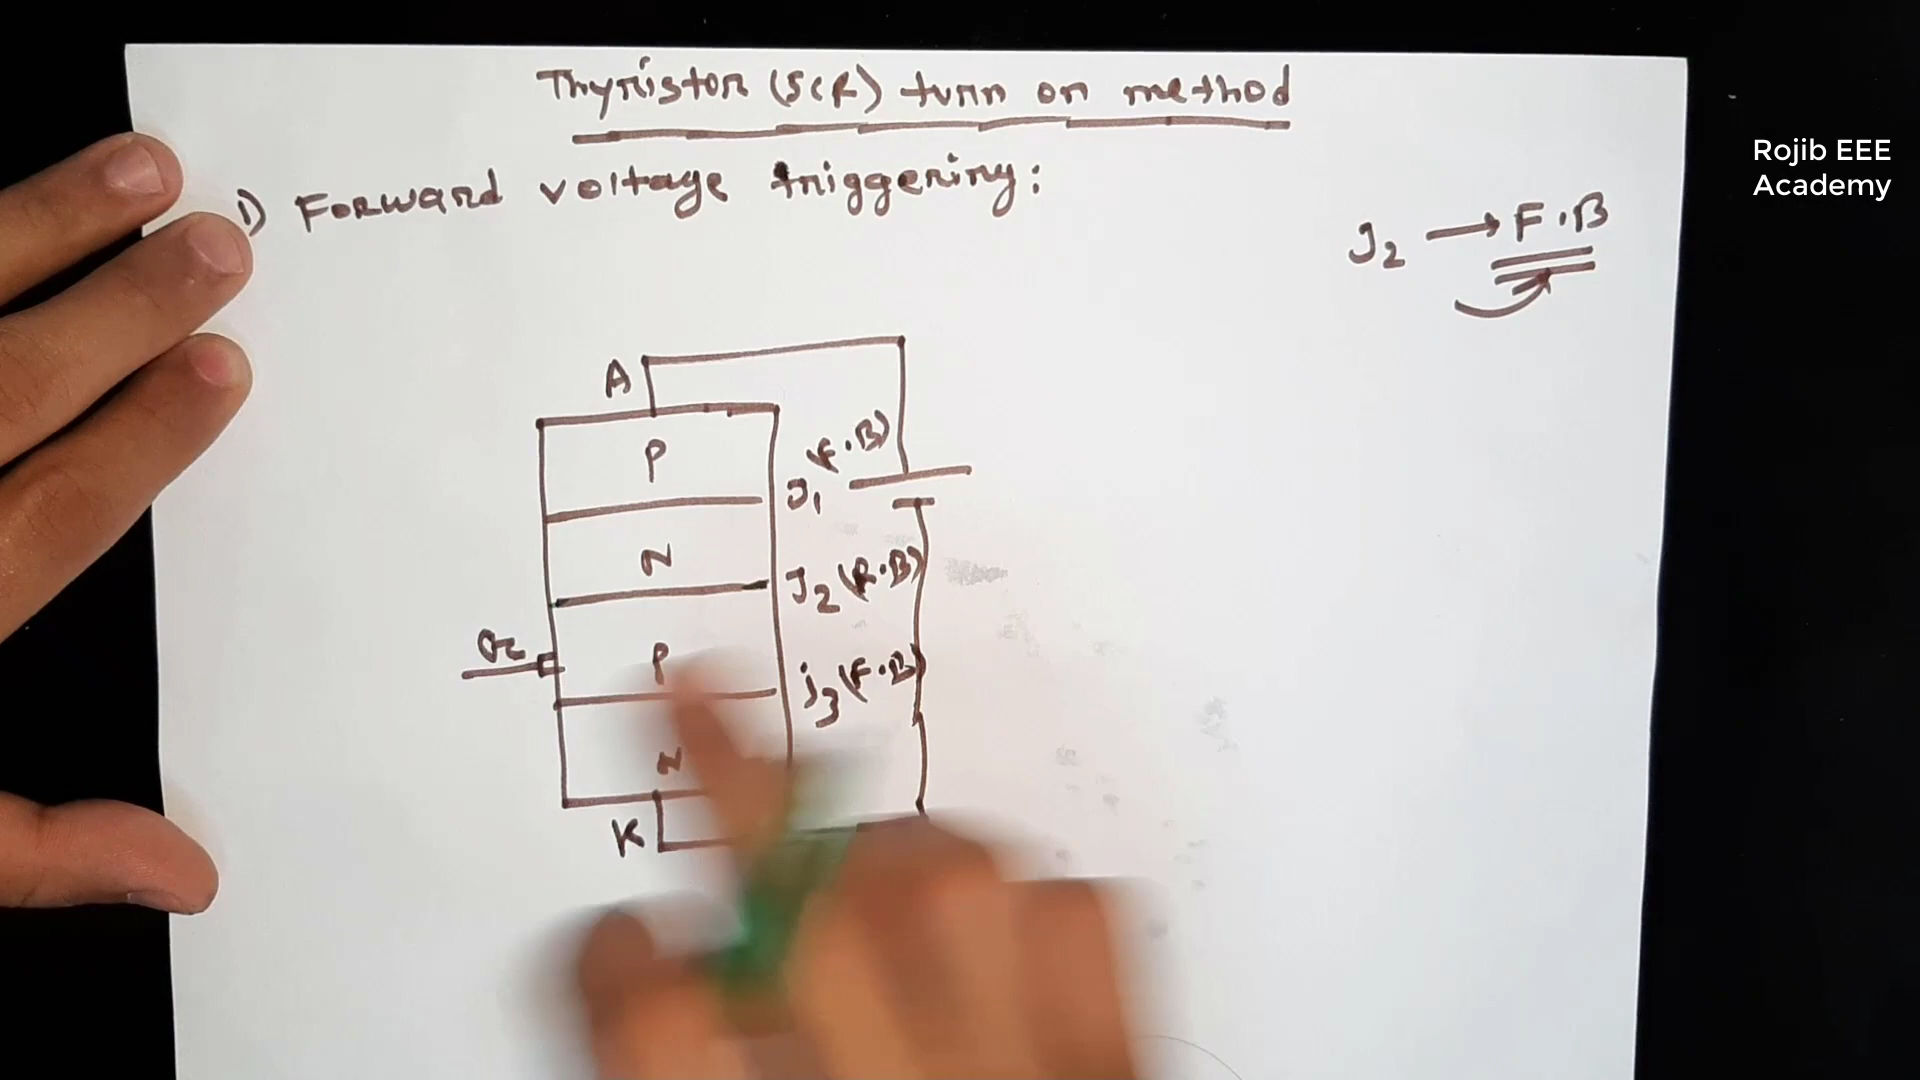 Thyristor (SCR) turn on method
Rojib EEE
Academy
1) Forward voltage triggering:
J2 → F.B
A
P
(F.B)
J1
N
J2 (R.B)
G
P
j3 (F.B)
N
K